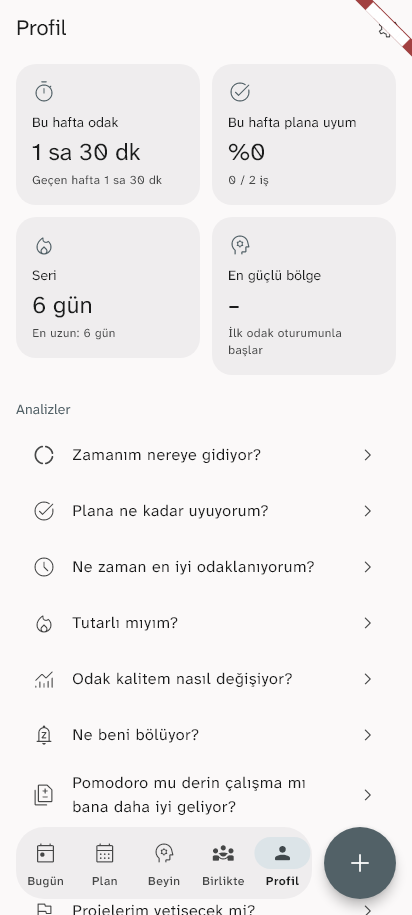 Profil
Bu hafta odak
1 sa 30 dk
Geçen hafta 1 sa 30 dk
Bu hafta plana uyum
%0
0 / 2 iş
Seri
6 gün
En uzun: 6 gün
En güçlü bölge
–
İlk odak oturumunla
başlar
Analizler
Zamanım nereye gidiyor?
Plana ne kadar uyuyorum?
Ne zaman en iyi odaklanıyorum?
Tutarlı mıyım?
Odak kalitem nasıl değişiyor?
Ne beni bölüyor?
Pomodoro mu derin çalışma mı
bana daha iyi geliyor?
Bugün
Plan
Beyin
Birlikte
Profil
Projelerim yetişecek mi?